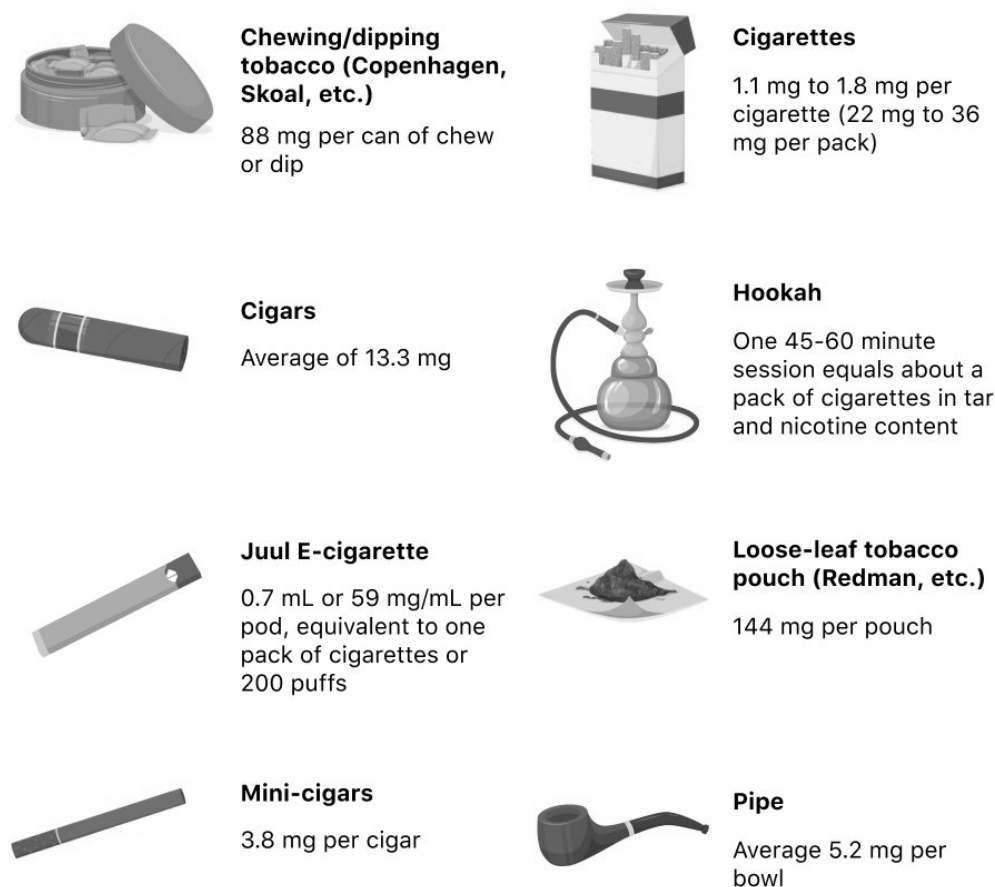 Chewing/dipping
tobacco (Copenhagen,
Skoal, etc.)
88 mg per can of chew
or dip
Cigarettes
1.1 mg to 1.8 mg per
cigarette (22 mg to 36
mg per pack)
Cigars
Average of 13.3 mg
Hookah
One 45-60 minute
session equals about a
pack of cigarettes in tar
and nicotine content
Juul E-cigarette
0.7 mL or 59 mg/mL per
pod, equivalent to one
pack of cigarettes or
200 puffs
Loose-leaf tobacco
pouch (Redman, etc.)
144 mg per pouch
Mini-cigars
3.8 mg per cigar
Pipe
Average 5.2 mg per
bowl